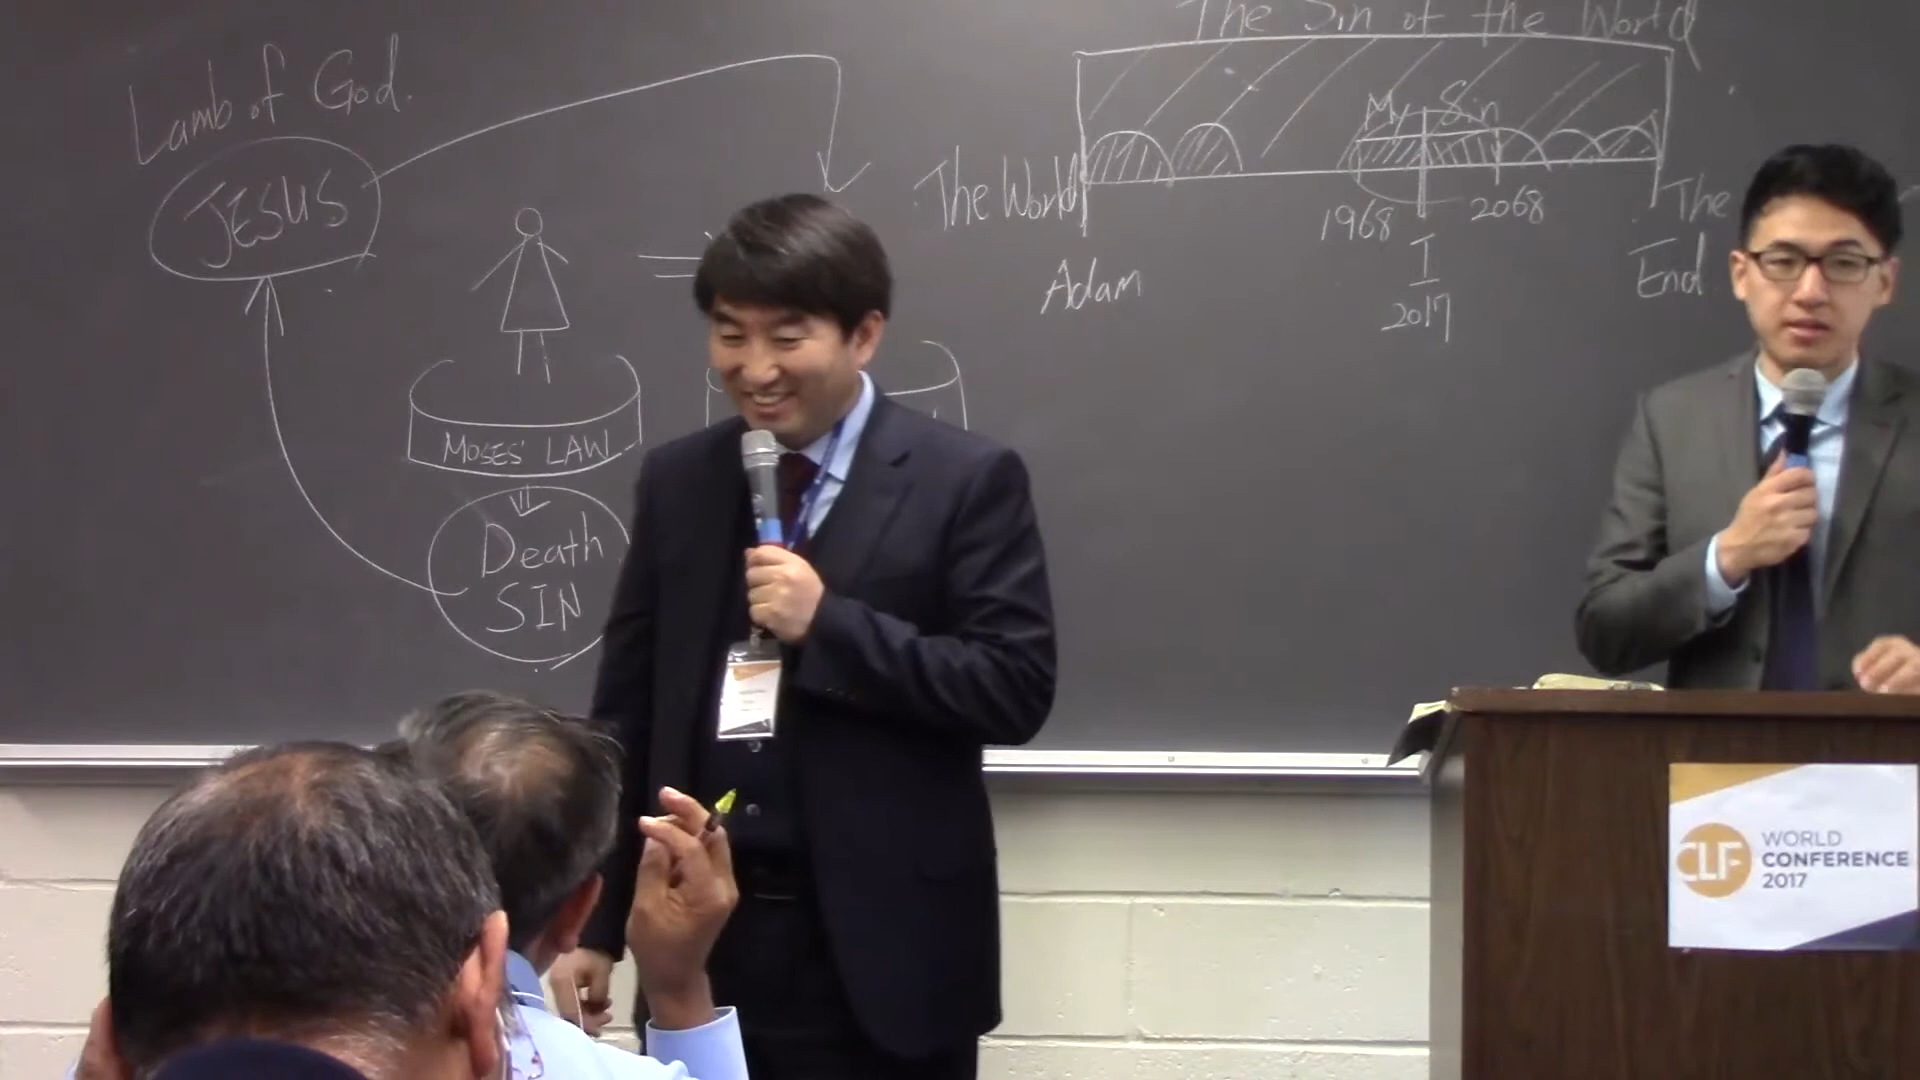 Lamb of God.
JESUS
MOSES' LAW
Death
SIN
The Sin of the World
My Sin
The World
Adam
1968
2068
I
2017
The
End
CLF
WORLD
CONFERENCE
2017